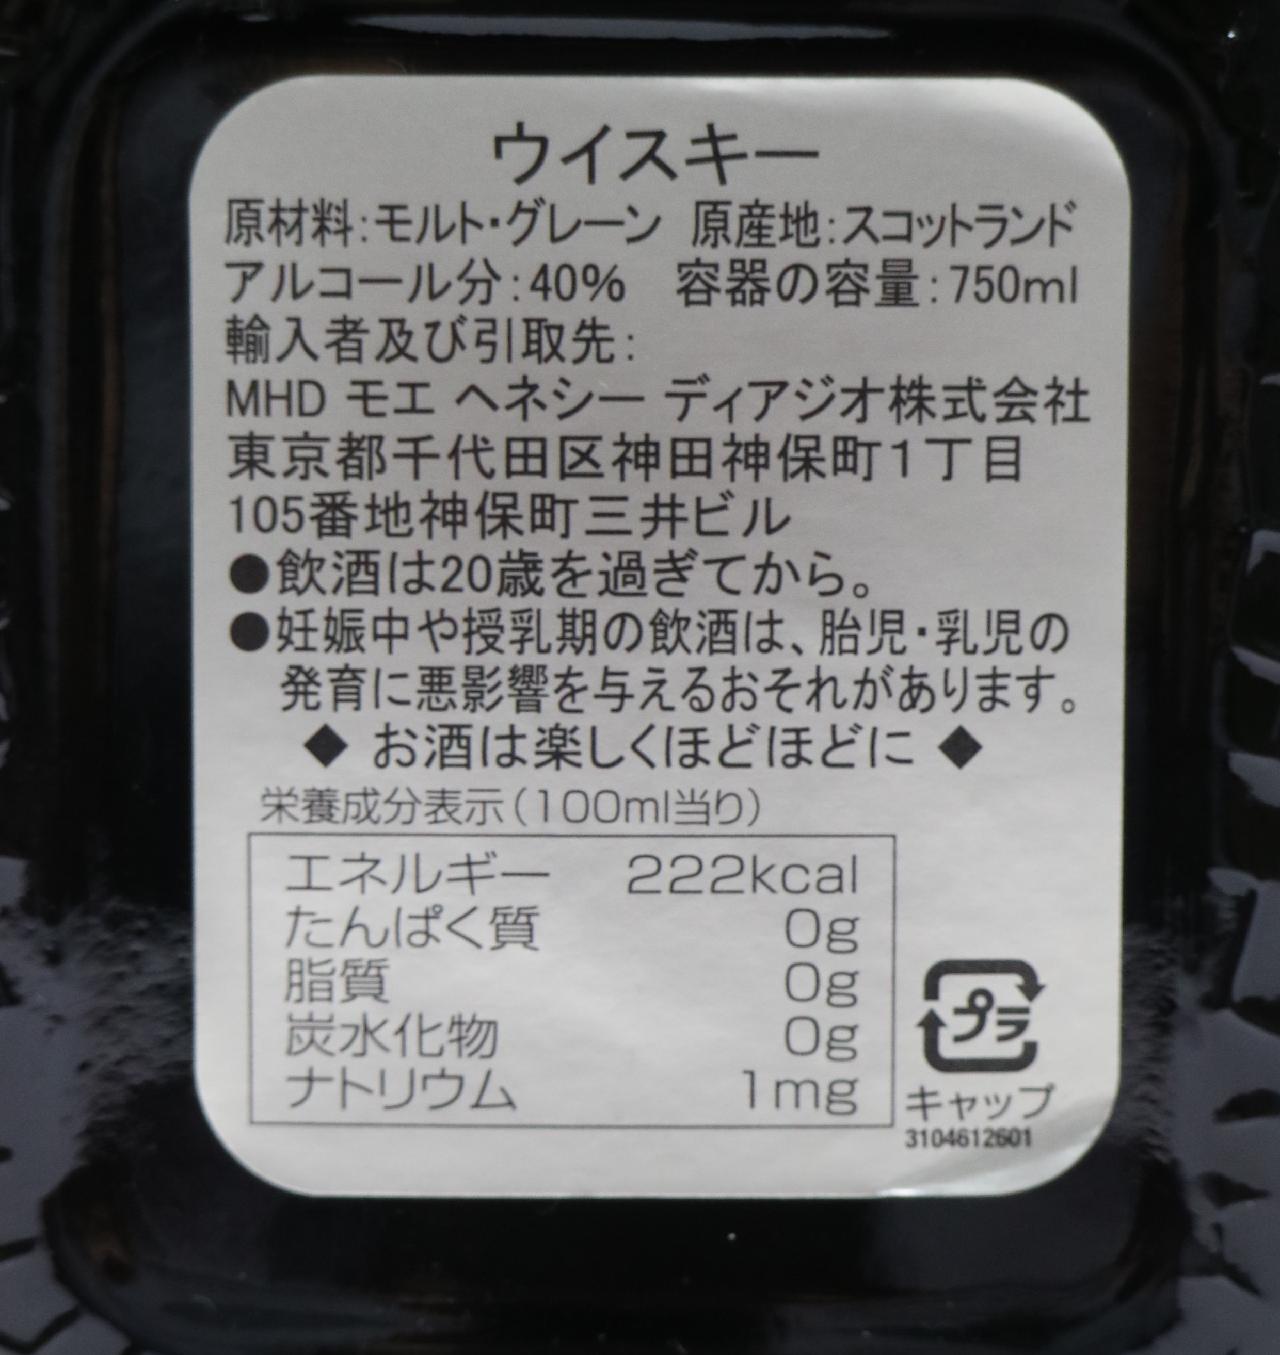 ウイスキー
原材料:モルト・グレーン 原産地:スコットランド
アルコール分:40% 容器の容量:750ml
輸入者及び引取先:
MHD モエ ヘネシー ディアジオ株式会社
東京都千代田区神田神保町1丁目
105番地神保町三井ビル
●飲酒は20歳を過ぎてから。
●妊娠中や授乳期の飲酒は、胎児・乳児の
発育に悪影響を与えるおそれがあります。
◆ お酒は楽しくほどほどに ◆
栄養成分表示(100ml当り)
エネルギー 222kcal
たんぱく質 0g
脂質 0g
炭水化物 0g
ナトリウム 1mg
プラ
キャップ
3104612601